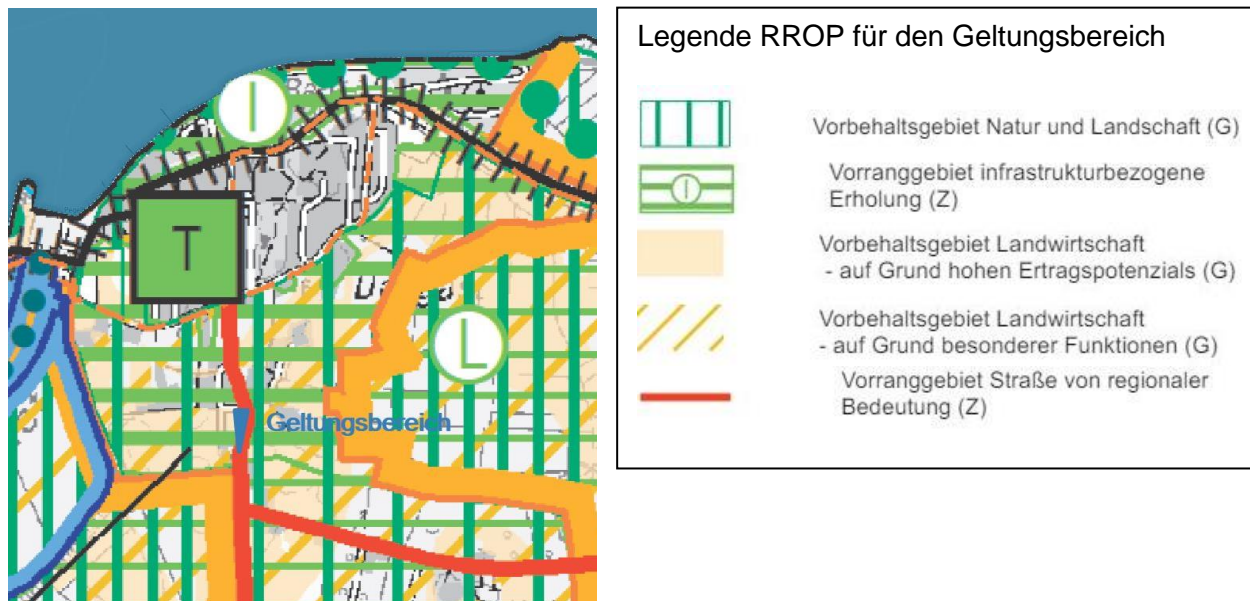 I
T
L
Geltungsbereich
Legende RROP für den Geltungsbereich
Vorbehaltsgebiet Natur und Landschaft (G)
I
Vorranggebiet infrastrukturbezogene
Erholung (Z)
Vorbehaltsgebiet Landwirtschaft
- auf Grund hohen Ertragspotenzials (G)
Vorbehaltsgebiet Landwirtschaft
- auf Grund besonderer Funktionen (G)
Vorranggebiet Straße von regionaler
Bedeutung (Z)